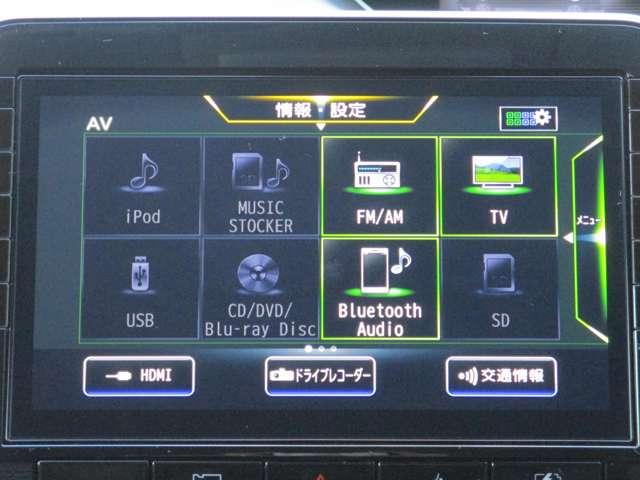 情報・設定
AV
iPod
MUSIC
STOCKER
FM/AM
TV
メニュー
USB
CD/DVD/
Blu-ray Disc
Bluetooth
Audio
SD
HDMI
ドライブレコーダー
交通情報